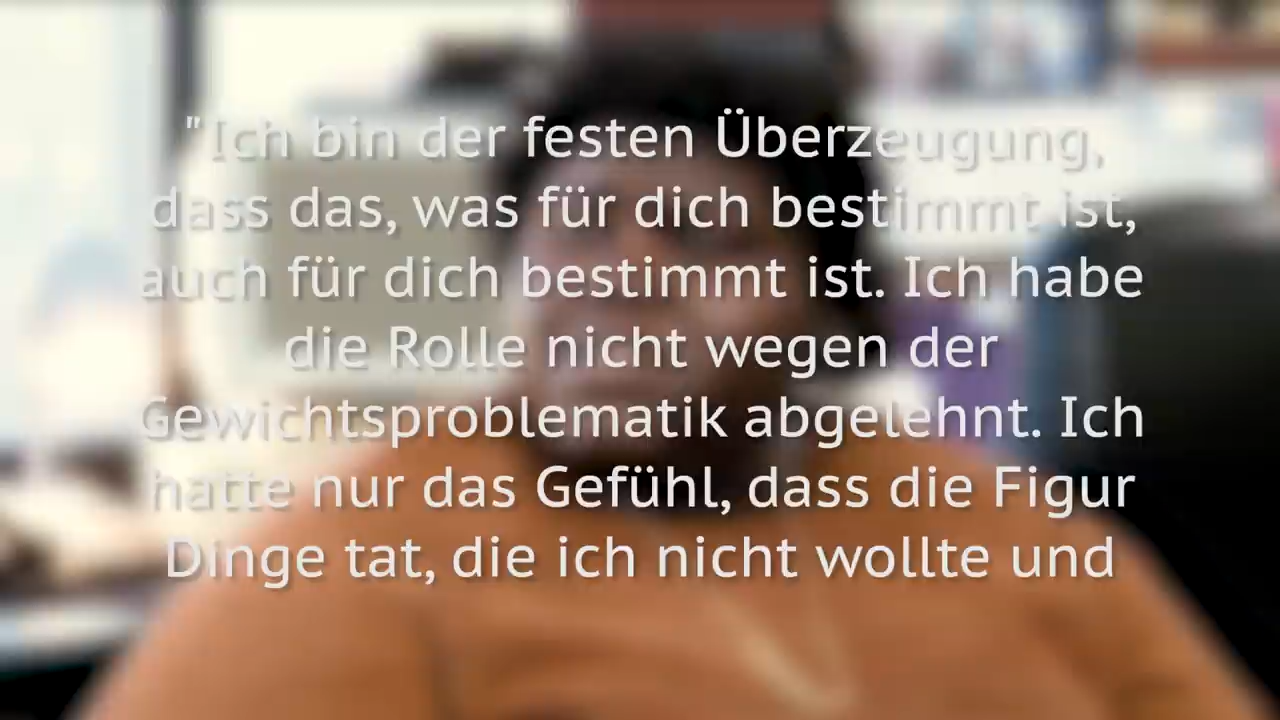 "Ich bin der festen Überzeugung,
dass das, was für dich bestimmt ist,
auch für dich bestimmt ist. Ich habe
die Rolle nicht wegen der
Gewichtsproblematik abgelehnt. Ich
hatte nur das Gefühl, dass die Figur
Dinge tat, die ich nicht wollte und